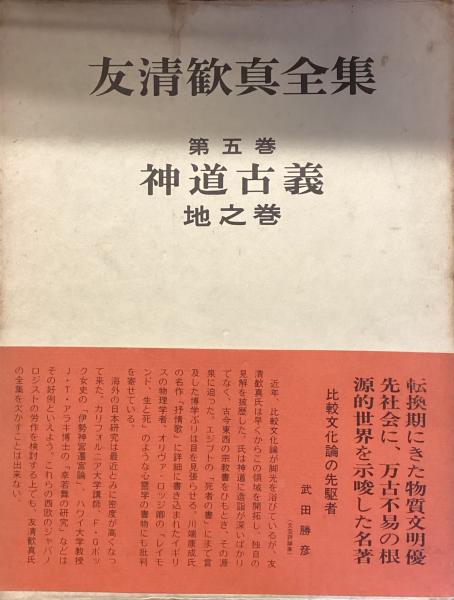 友清歓真全集
第五巻
神道古義
地之巻
転換期にきた物質文明優
先社会に、万古不易の根
源的世界を示唆した名著
比較文化論の先駆者
武田勝彦
(文芸評論家)
近年、比較文化論が脚光を浴びているが、友
清歓真氏は早くからこの領域を開拓し、独自の
見解を披歴した。氏は神道に造詣が深いばかり
でなく、古今東西の宗教書をひもとき、その源
泉に迫った。エジプトの「死者の書」にまで言
及した博学ぶりは目を見張らせる。川端康成氏
の名作「抒情歌」に詳細に書き込まれたイギリ
スの物理学者、オリヴァ・ロッジ卿の「レイモ
ンド、生と死」のような心霊学の書物にも批判
を寄せている。
海外の日本研究は最近とみに密度が高くなっ
て来た。カリフォルニア大学講師、F・Gボッ
ク女史の「伊勢神宮遷宮論」、ハワイ大学教授
J・T・アラキ博士の「幸若舞の研究」などは
その好例といえよう。これらの西欧のジャパノ
ロジストの労作を検討する上でも、友清歓真氏
の全集を欠かすことは出来ない。